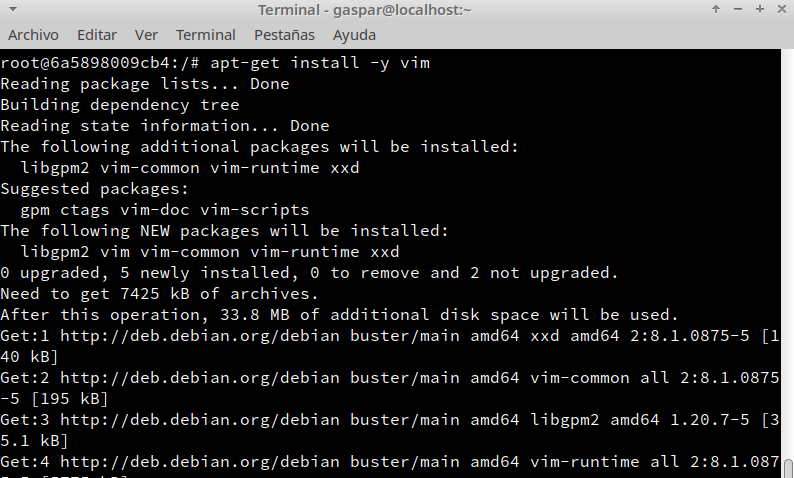 Terminal - gaspar@localhost:~
Archivo Editar Ver Terminal Pestañas Ayuda
root@6a5898009cb4:/# apt-get install -y vim
Reading package lists... Done
Building dependency tree
Reading state information... Done
The following additional packages will be installed:
  libgpm2 vim-common vim-runtime xxd
Suggested packages:
  gpm ctags vim-doc vim-scripts
The following NEW packages will be installed:
  libgpm2 vim vim-common vim-runtime xxd
0 upgraded, 5 newly installed, 0 to remove and 2 not upgraded.
Need to get 7425 kB of archives.
After this operation, 33.8 MB of additional disk space will be used.
Get:1 http://deb.debian.org/debian buster/main amd64 xxd amd64 2:8.1.0875-5 [1
40 kB]
Get:2 http://deb.debian.org/debian buster/main amd64 vim-common all 2:8.1.0875
-5 [195 kB]
Get:3 http://deb.debian.org/debian buster/main amd64 libgpm2 amd64 1.20.7-5 [3
5.1 kB]
Get:4 http://deb.debian.org/debian buster/main amd64 vim-runtime all 2:8.1.087